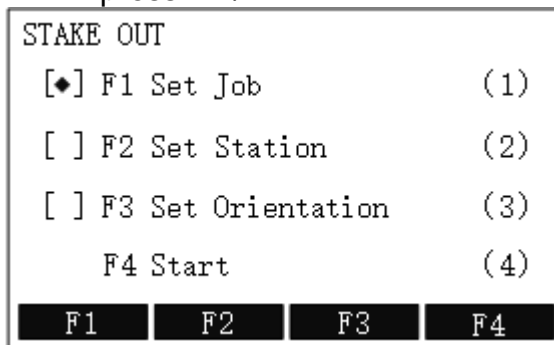 STAKE OUT
[◆] F1 Set Job (1)
[ ] F2 Set Station (2)
[ ] F3 Set Orientation (3)
F4 Start (4)
F1 F2 F3 F4